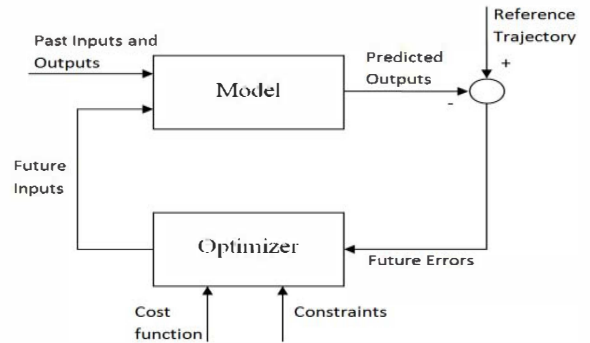 Reference
Trajectory
Past Inputs and
Outputs
Predicted
Outputs
+
Model
-
Future
Inputs
Optimizer
Future Errors
Cost
function
Constraints